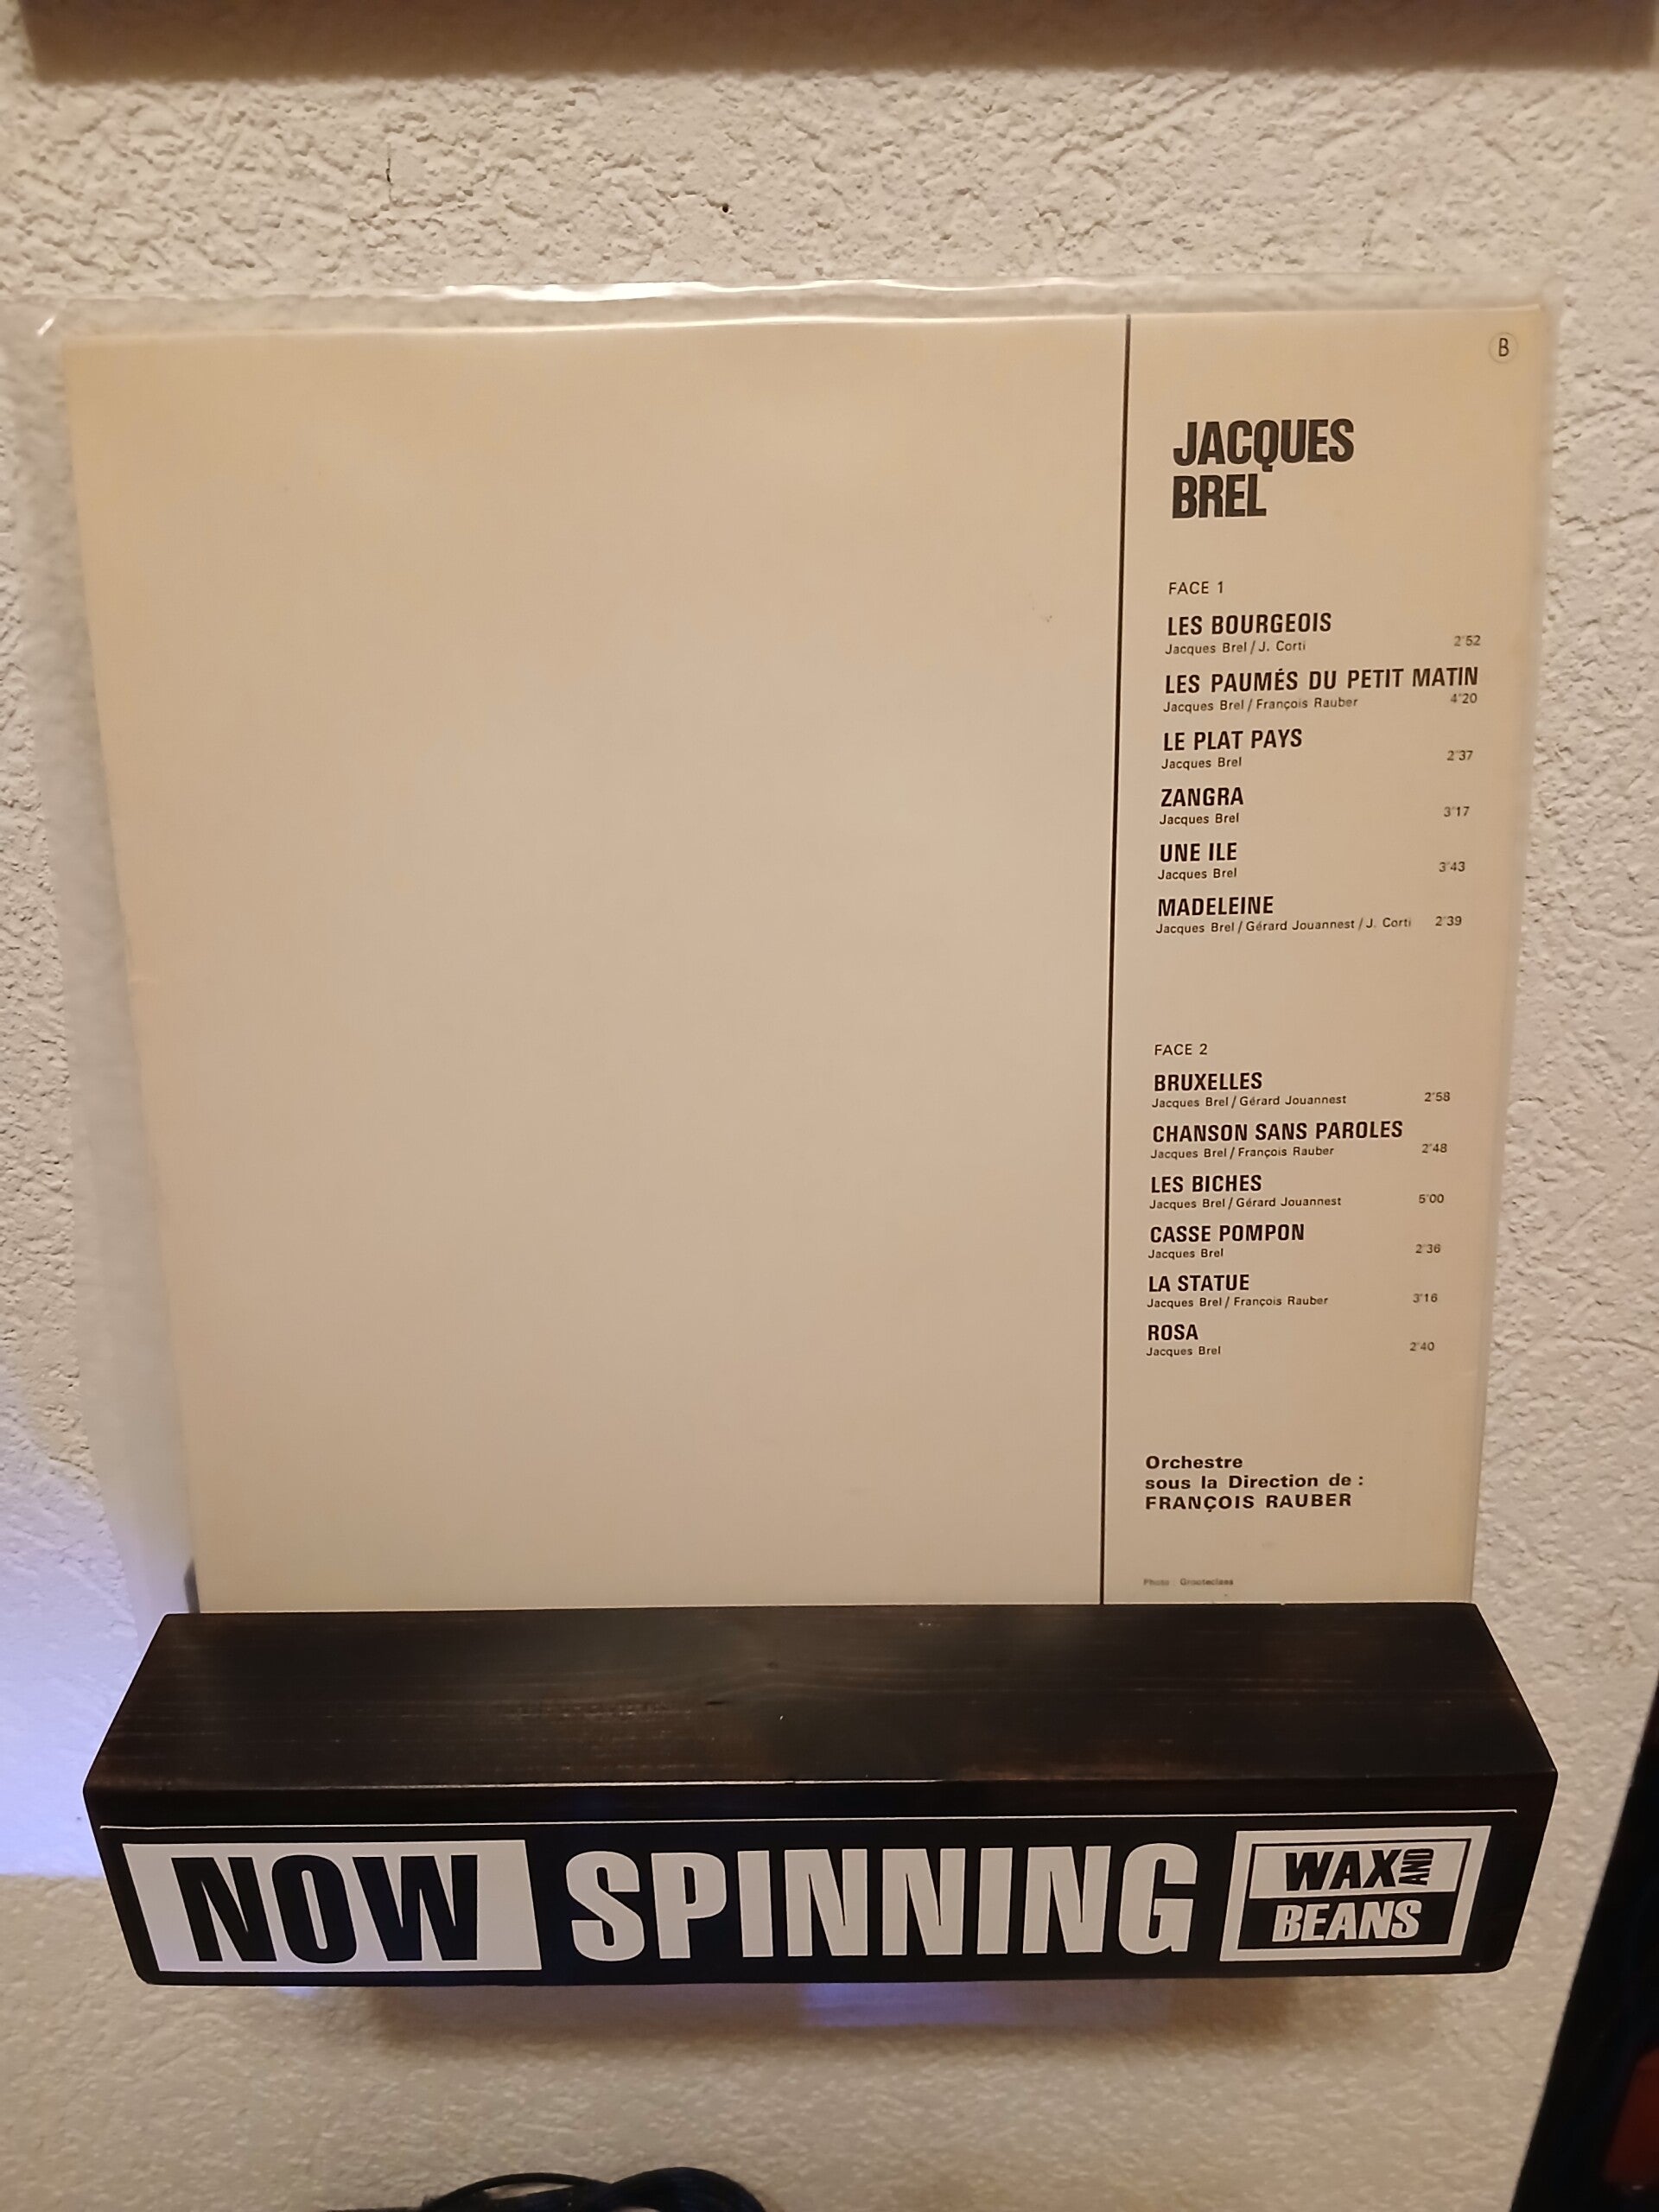 B
JACQUES
BREL
FACE 1
LES BOURGEOIS
Jacques Brel / J. Corti 2'52
LES PAUMÉS DU PETIT MATIN
Jacques Brel / François Rauber 4'20
LE PLAT PAYS
Jacques Brel 2'37
ZANGRA
Jacques Brel 3'17
UNE ILE
Jacques Brel 3'43
MADELEINE
Jacques Brel / Gérard Jouannest / J. Corti 2'39
FACE 2
BRUXELLES
Jacques Brel / Gérard Jouannest 2'58
CHANSON SANS PAROLES
Jacques Brel / François Rauber 2'48
LES BICHES
Jacques Brel / Gérard Jouannest 5'00
CASSE POMPON
Jacques Brel 2'36
LA STATUE
Jacques Brel / François Rauber 3'16
ROSA
Jacques Brel 2'40
Orchestre
sous la Direction de :
FRANÇOIS RAUBER
Photo : Grooteclaes
NOW SPINNING
WAX AND
BEANS